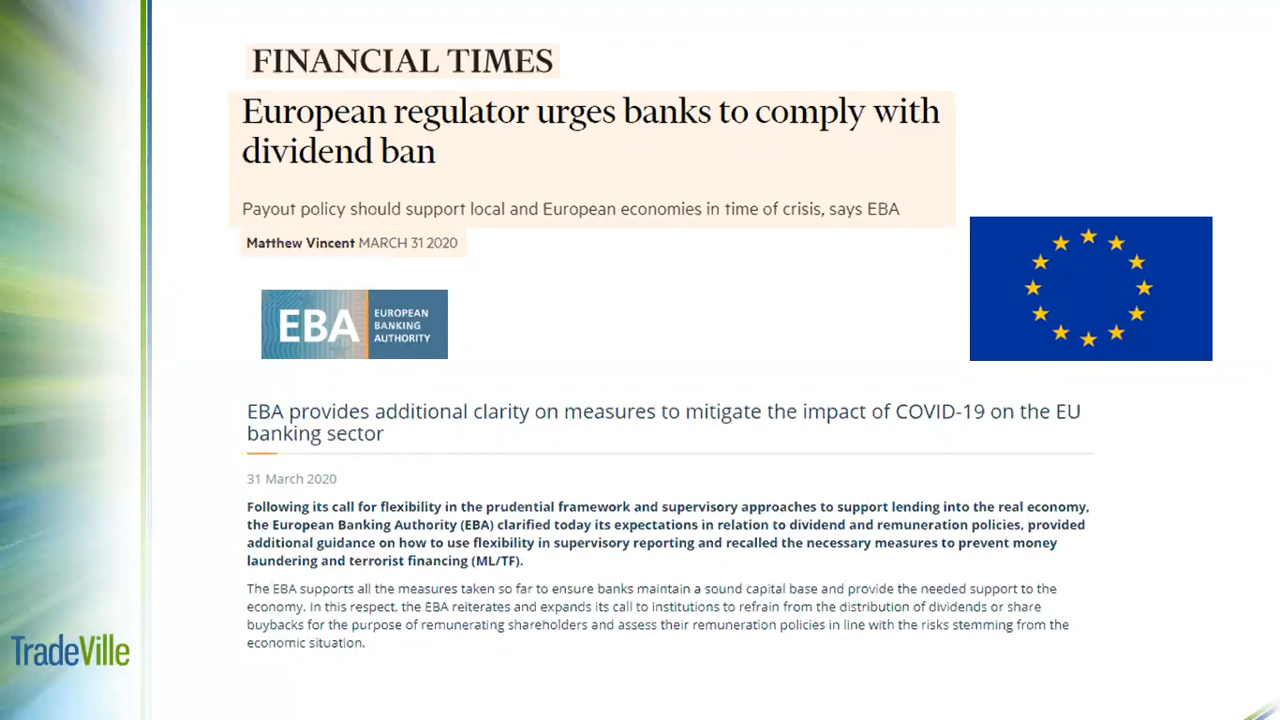 FINANCIAL TIMES
European regulator urges banks to comply with
dividend ban
Payout policy should support local and European economies in time of crisis, says EBA
Matthew Vincent MARCH 31 2020
EBA
EUROPEAN
BANKING
AUTHORITY
EBA provides additional clarity on measures to mitigate the impact of COVID-19 on the EU
banking sector
31 March 2020
Following its call for flexibility in the prudential framework and supervisory approaches to support lending into the real economy,
the European Banking Authority (EBA) clarified today its expectations in relation to dividend and remuneration policies, provided
additional guidance on how to use flexibility in supervisory reporting and recalled the necessary measures to prevent money
laundering and terrorist financing (ML/TF).
The EBA supports all the measures taken so far to ensure banks maintain a sound capital base and provide the needed support to the
economy. In this respect, the EBA reiterates and expands its call to institutions to refrain from the distribution of dividends or share
buybacks for the purpose of remunerating shareholders and assess their remuneration policies in line with the risks stemming from the
economic situation.
TradeVille